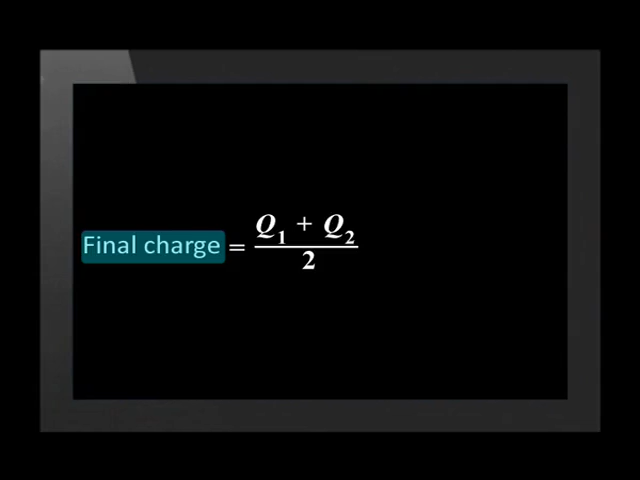 Final charge = Q₁ + Q₂ / 2